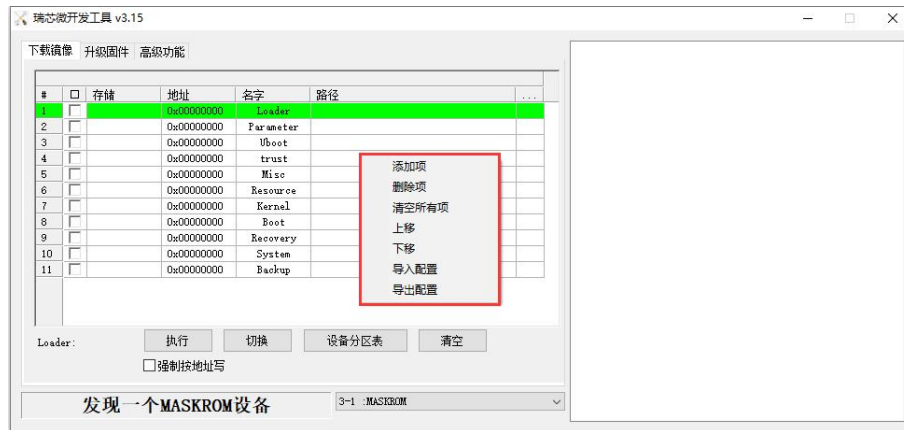 瑞芯微开发工具 v3.15
下载镜像 升级固件 高级功能
# 存储 地址 名字 路径 ...
1 0x00000000 Loader
2 0x00000000 Parameter
3 0x00000000 Uboot
4 0x00000000 trust
5 0x00000000 Misc
6 0x00000000 Resource
7 0x00000000 Kernel
8 0x00000000 Boot
9 0x00000000 Recovery
10 0x00000000 System
11 0x00000000 Backup
添加项
删除项
清空所有项
上移
下移
导入配置
导出配置
Loader: 执行 切换 设备分区表 清空
强制按地址写
发现一个MASKROM设备 3-1 :MASKROM